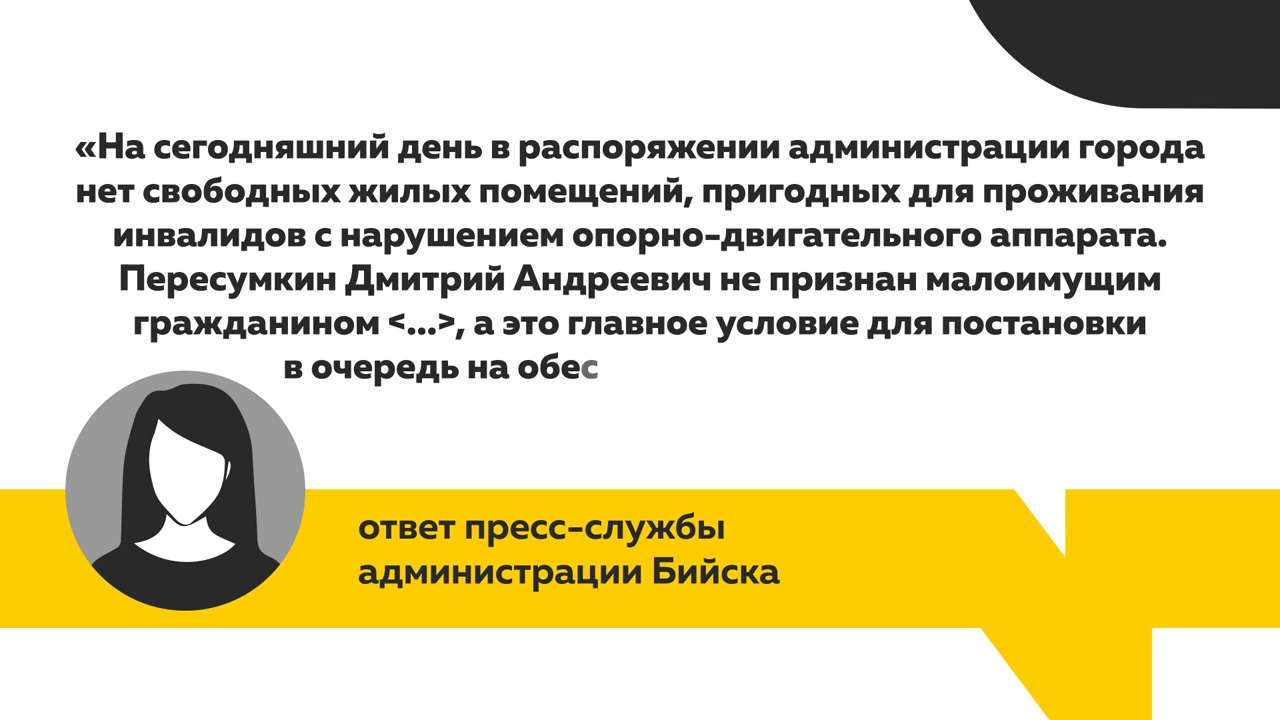 «На сегодняшний день в распоряжении администрации города
нет свободных жилых помещений, пригодных для проживания
инвалидов с нарушением опорно-двигательного аппарата.
Пересумкин Дмитрий Андреевич не признан малоимущим
гражданином <...>, а это главное условие для постановки
в очередь на обес
ответ пресс-службы
администрации Бийска